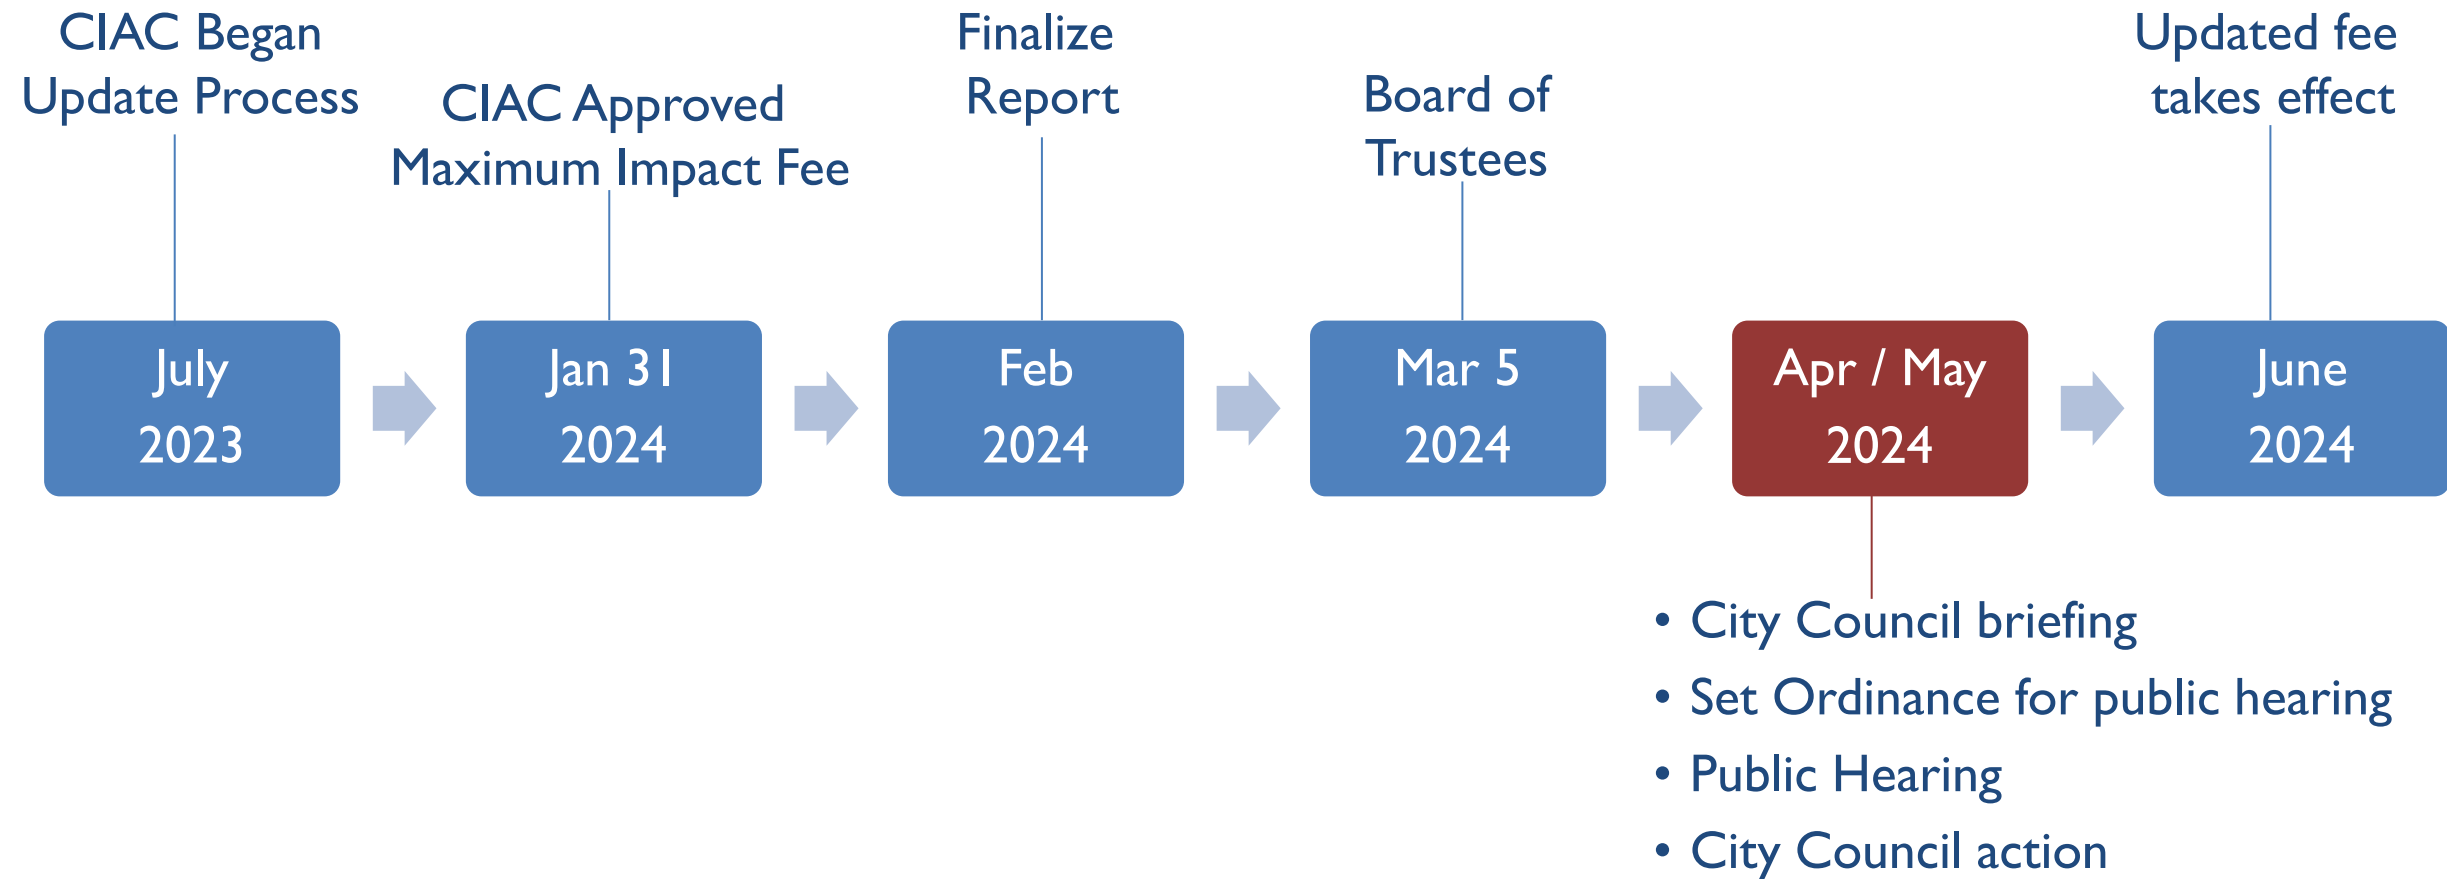 CIAC Began
Update Process
CIAC Approved
Maximum Impact Fee
Finalize
Report
Board of
Trustees
Updated fee
takes effect
July
2023
Jan 31
2024
Feb
2024
Mar 5
2024
Apr / May
2024
June
2024
• City Council briefing
• Set Ordinance for public hearing
• Public Hearing
• City Council action